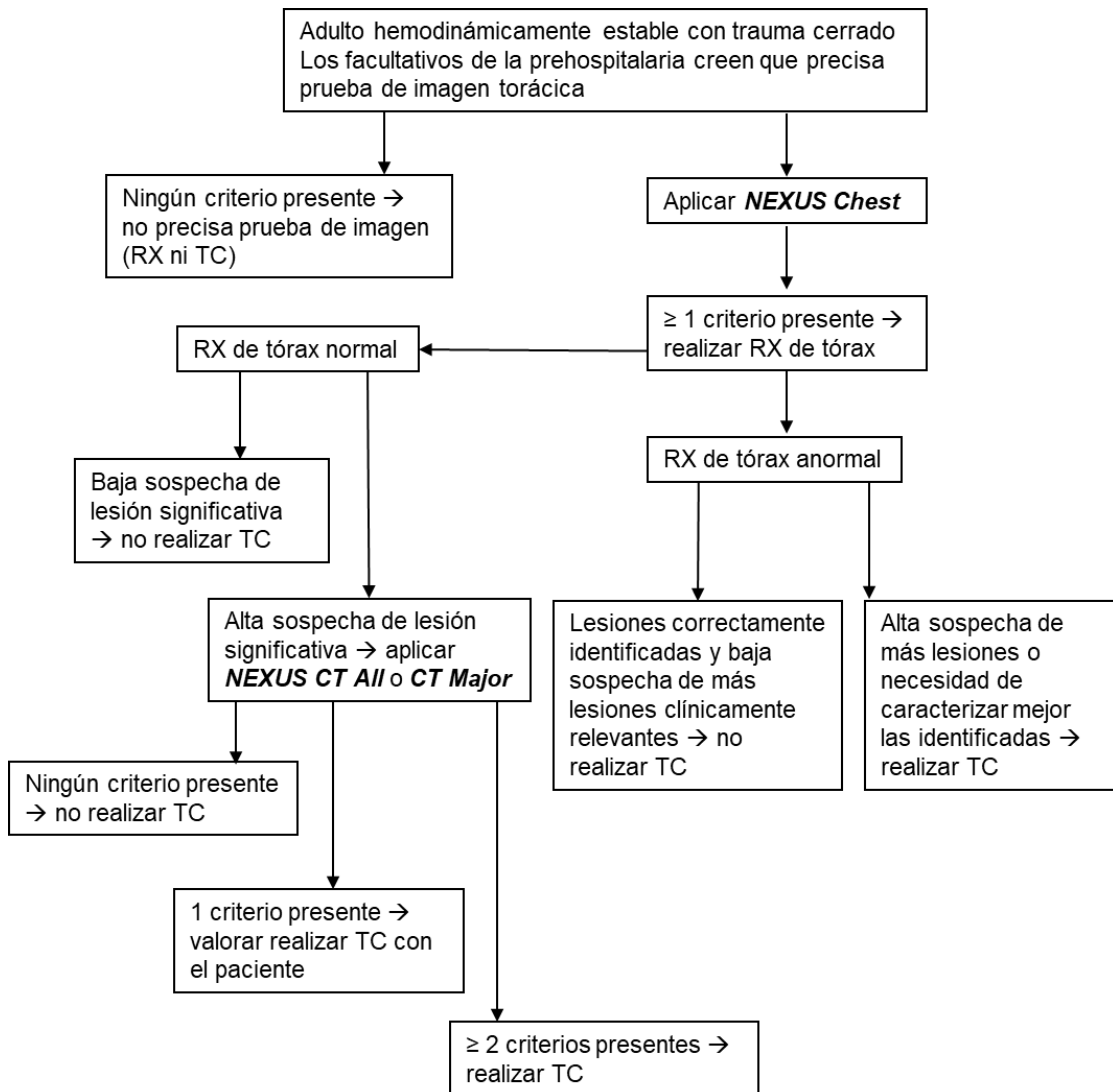 Adulto hemodinámicamente estable con trauma cerrado
Los facultativos de la prehospitalaria creen que precisa
prueba de imagen torácica
Ningún criterio presente →
no precisa prueba de imagen
(RX ni TC)
Aplicar NEXUS Chest
≥ 1 criterio presente →
realizar RX de tórax
RX de tórax normal
RX de tórax anormal
Baja sospecha de
lesión significativa
→ no realizar TC
Alta sospecha de lesión
significativa → aplicar
NEXUS CT All o CT Major
Lesiones correctamente
identificadas y baja
sospecha de más
lesiones clínicamente
relevantes → no
realizar TC
Alta sospecha de
más lesiones o
necesidad de
caracterizar mejor
las identificadas →
realizar TC
Ningún criterio presente
→ no realizar TC
1 criterio presente →
valorar realizar TC con
el paciente
≥ 2 criterios presentes →
realizar TC